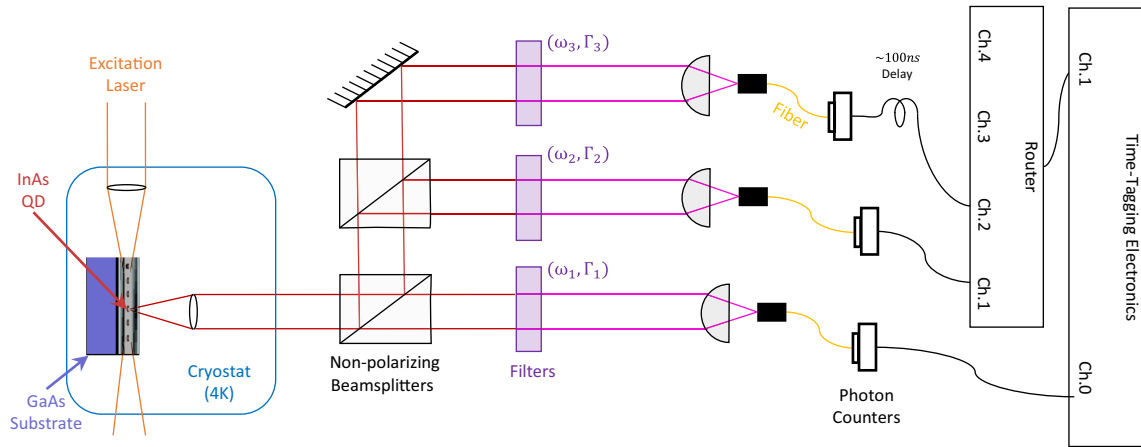 Excitation
Laser
InAs
QD
GaAs
Substrate
Cryostat
(4K)
Non-polarizing
Beamsplitters
(ω₃, Γ₃)
(ω₂, Γ₂)
(ω₁, Γ₁)
Filters
Fiber
~100ns
Delay
Photon
Counters
Ch.4
Ch.3
Ch.2
Ch.1
Router
Ch.1
Ch.0
Time-Tagging Electronics